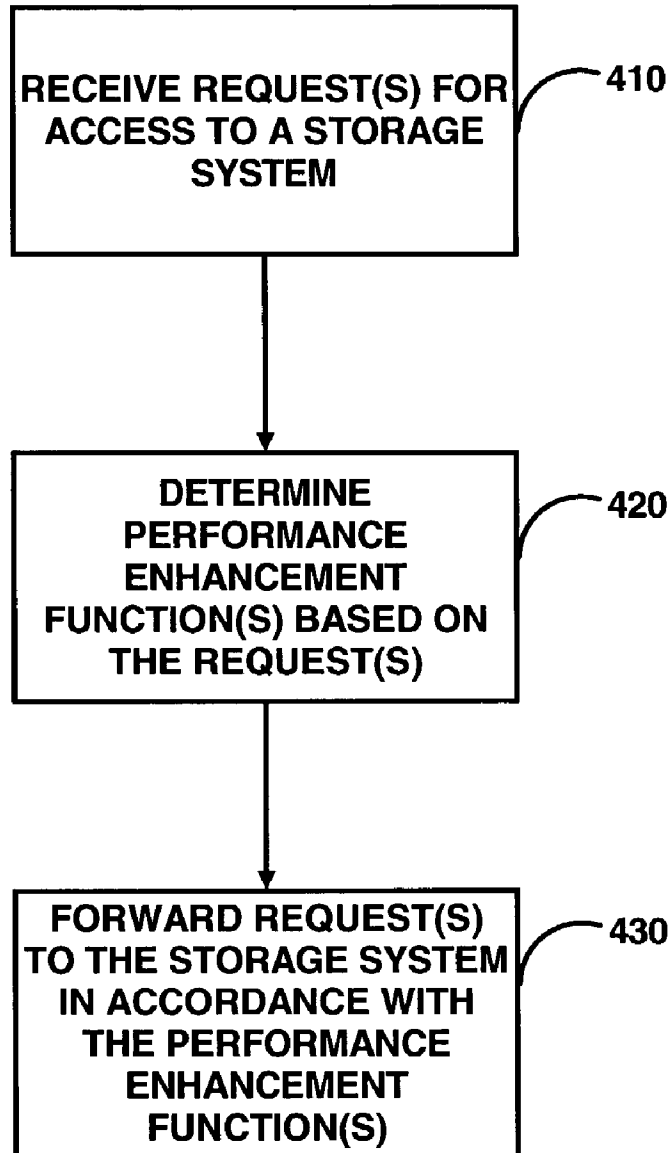 RECEIVE REQUEST(S) FOR
ACCESS TO A STORAGE
SYSTEM
410
DETERMINE
PERFORMANCE
ENHANCEMENT
FUNCTION(S) BASED ON
THE REQUEST(S)
420
FORWARD REQUEST(S)
TO THE STORAGE SYSTEM
IN ACCORDANCE WITH
THE PERFORMANCE
ENHANCEMENT
FUNCTION(S)
430